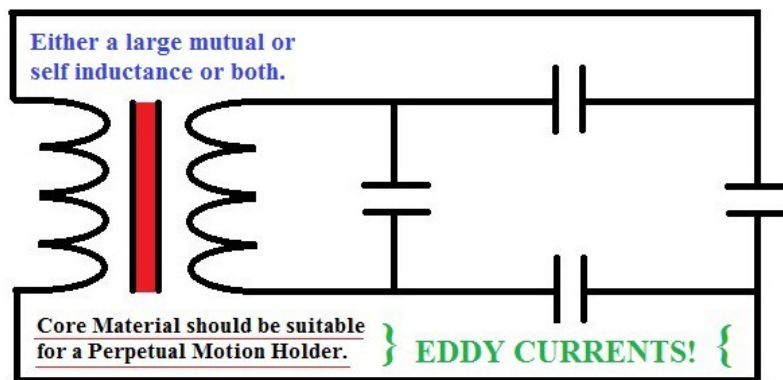 Either a large mutual or
self inductance or both.
Core Material should be suitable
for a Perpetual Motion Holder.
} EDDY CURRENTS! {